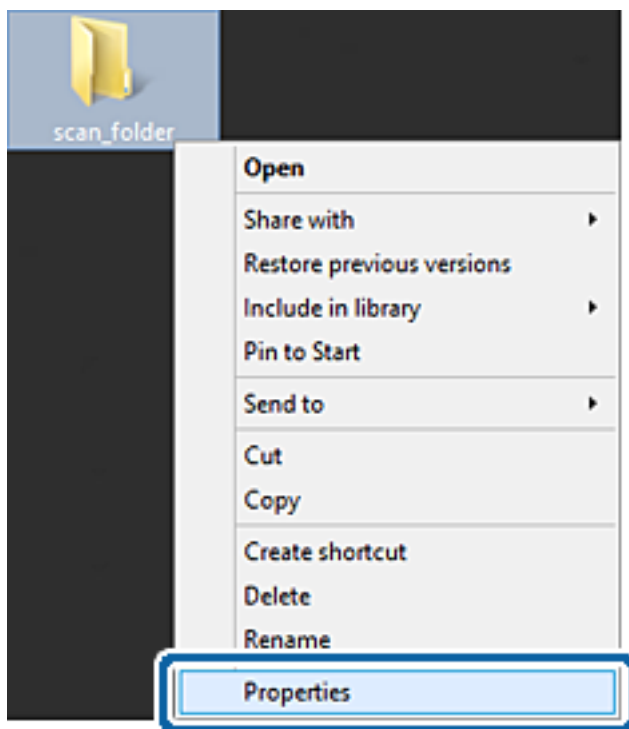 scan_folder
Open
Share with
Restore previous versions
Include in library
Pin to Start
Send to
Cut
Copy
Create shortcut
Delete
Rename
Properties